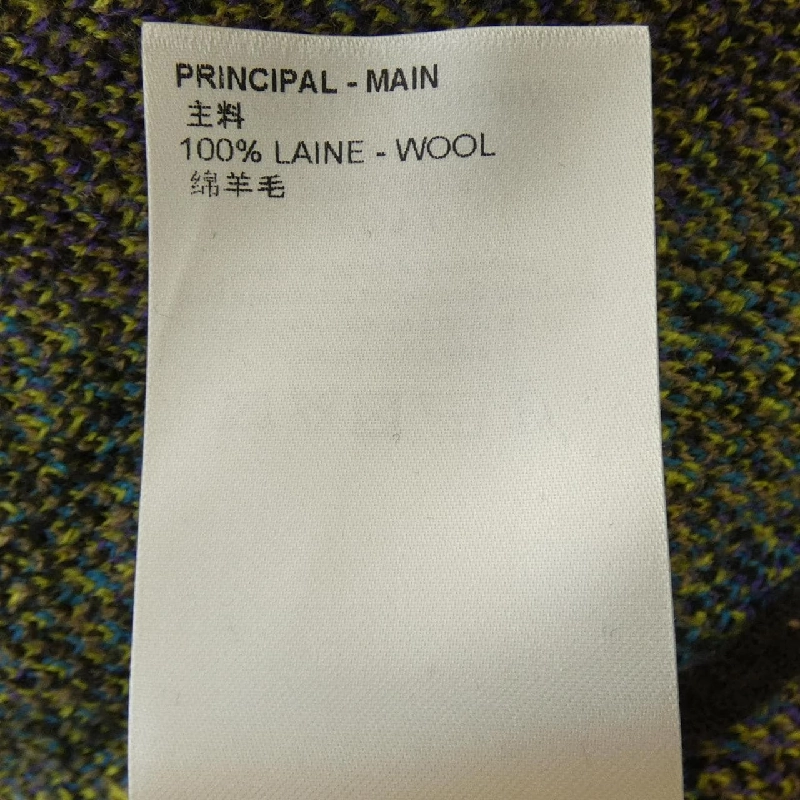 PRINCIPAL - MAIN
主料
100% LAINE - WOOL
绵羊毛